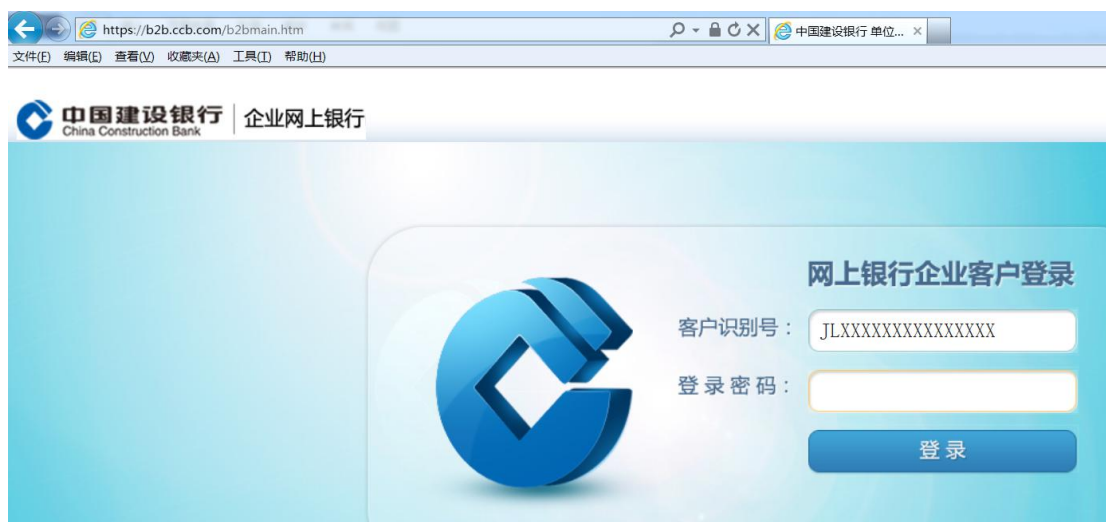 https://b2b.ccb.com/b2bmain.htm
中国建设银行 单位... ×
文件(F) 编辑(E) 查看(V) 收藏夹(A) 工具(T) 帮助(H)
中国建设银行 企业网上银行
China Construction Bank
网上银行企业客户登录
客户识别号： JLXXXXXXXXXXXXXXX
登录密码：
登录